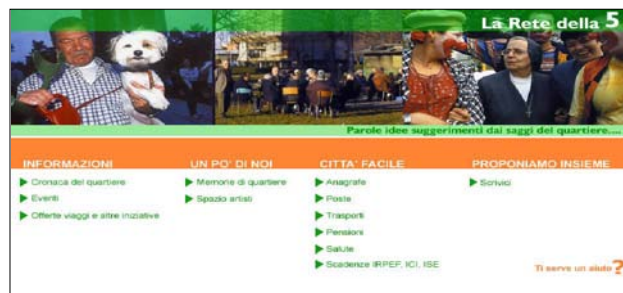 La Rete della 5
Parole idee suggerimenti dai saggi del quartiere....
INFORMAZIONI
Cronaca del quartiere
Eventi
Offerte viaggi e altre iniziative
UN PO' DI NOI
Memorie di quartiere
Spazio artisti
CITTA' FACILE
Anagrafe
Poste
Trasporti
Pensioni
Salute
Scadenze IRPEF, ICI, ISE
PROPONIAMO INSIEME
Scrivici
Ti serve un aiuto ?